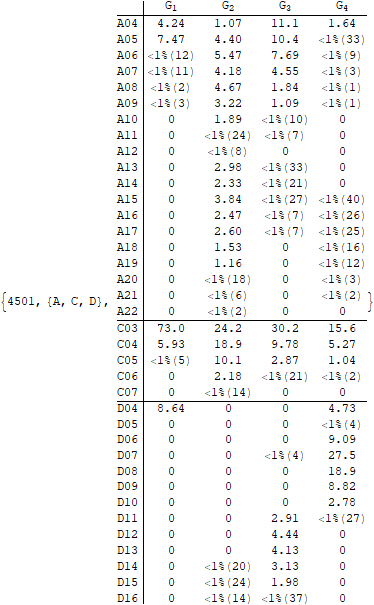 G1 G2 G3 G4
A04 4.24 1.07 11.1 1.64
A05 7.47 4.40 10.4 <1%(33)
A06 <1%(12) 5.47 7.69 <1%(9)
A07 <1%(11) 4.18 4.55 <1%(3)
A08 <1%(2) 4.67 1.84 <1%(1)
A09 <1%(3) 3.22 1.09 <1%(1)
A10 0 1.89 <1%(10) 0
A11 0 <1%(24) <1%(7) 0
A12 0 <1%(8) 0 0
A13 0 2.98 <1%(33) 0
A14 0 2.33 <1%(21) 0
A15 0 3.84 <1%(27) <1%(40)
A16 0 2.47 <1%(7) <1%(26)
A17 0 2.60 <1%(7) <1%(25)
A18 0 1.53 0 <1%(16)
A19 0 1.16 0 <1%(12)
A20 0 <1%(18) 0 <1%(3)
{4501, {A, C, D}, A21 0 <1%(6) 0 <1%(2) }
A22 0 <1%(2) 0 0
C03 73.0 24.2 30.2 15.6
C04 5.93 18.9 9.78 5.27
C05 <1%(5) 10.1 2.87 1.04
C06 0 2.18 <1%(21) <1%(2)
C07 0 <1%(14) 0 0
D04 8.64 0 0 4.73
D05 0 0 0 <1%(4)
D06 0 0 0 9.09
D07 0 0 <1%(4) 27.5
D08 0 0 0 18.9
D09 0 0 0 8.82
D10 0 0 0 2.78
D11 0 0 2.91 <1%(27)
D12 0 0 4.44 0
D13 0 0 4.13 0
D14 0 <1%(20) 3.13 0
D15 0 <1%(24) 1.98 0
D16 0 <1%(14) <1%(37) 0